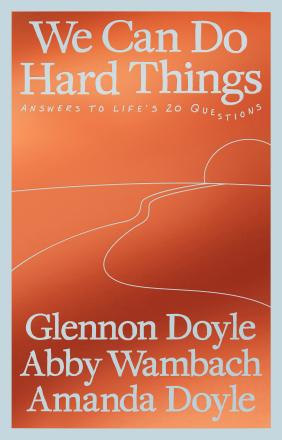 We Can Do
Hard Things
ANSWERS TO LIFE'S 20 QUESTIONS
Glennon Doyle
Abby Wambach
Amanda Doyle